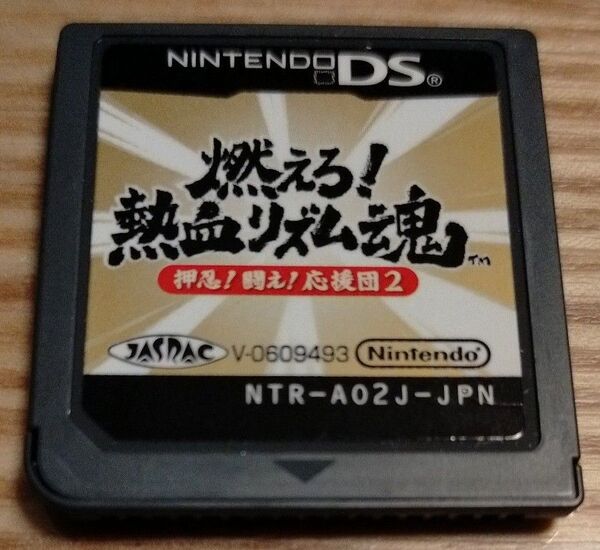 NINTENDO DS®
燃えろ!
熱血リズム魂™
押忍!闘え!応援団2
JASRAC V-0609493 Nintendo®
NTR-A02J-JPN